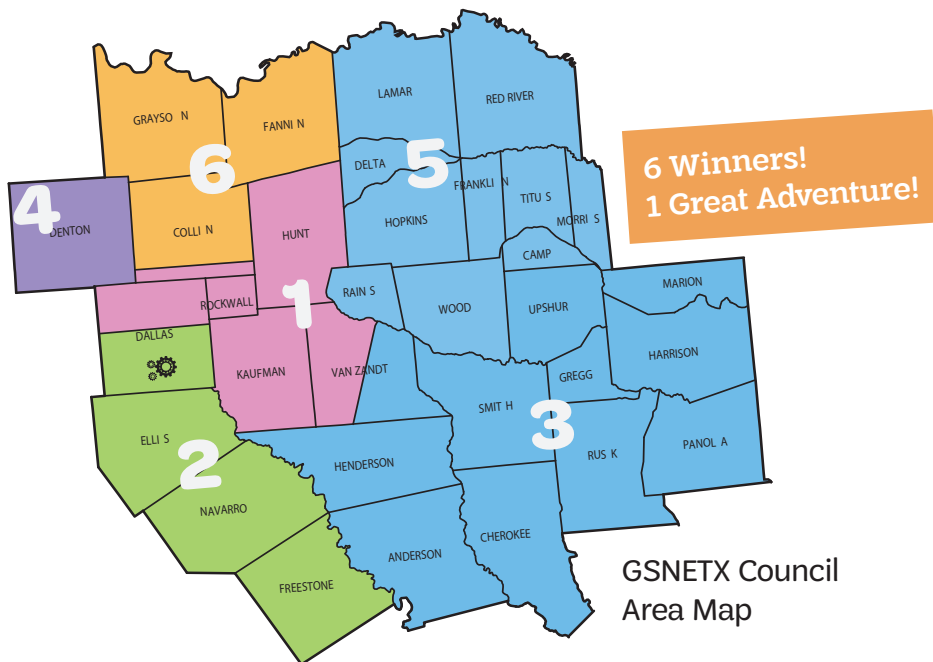 LAMAR
RED RIVER
GRAYSO N
FANNI N
6 Winners!
1 Great Adventure!
DELTA
5
6
FRANKLI N
TITU S
4
DENTON
COLLI N
HUNT
HOPKINS
MORRI S
CAMP
MARION
ROCKWALL
1
RAIN S
WOOD
UPSHUR
DALLAS
HARRISON
KAUFMAN
VAN ZANDT
GREGG
SMIT H
3
ELLI S
2
HENDERSON
RUS K
PANOL A
NAVARRO
ANDERSON
CHEROKEE
FREESTONE
GSNETX Council
Area Map